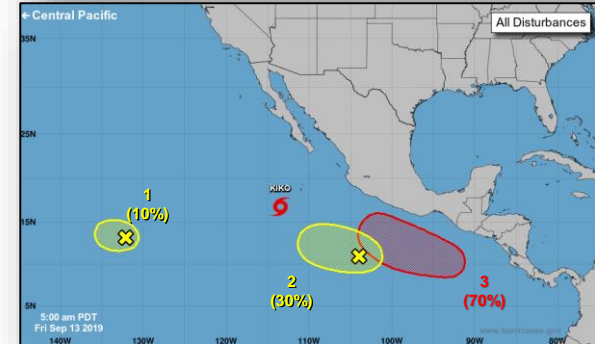 ← Central Pacific
All Disturbances
35N
25N
KIKO
1
(10%)
15N
2
(30%)
3
(70%)
5N
5:00 am PDT
Fri Sep 13 2019
www.hurricanes.gov
140W
130W
120W
110W
100W
90W
80W